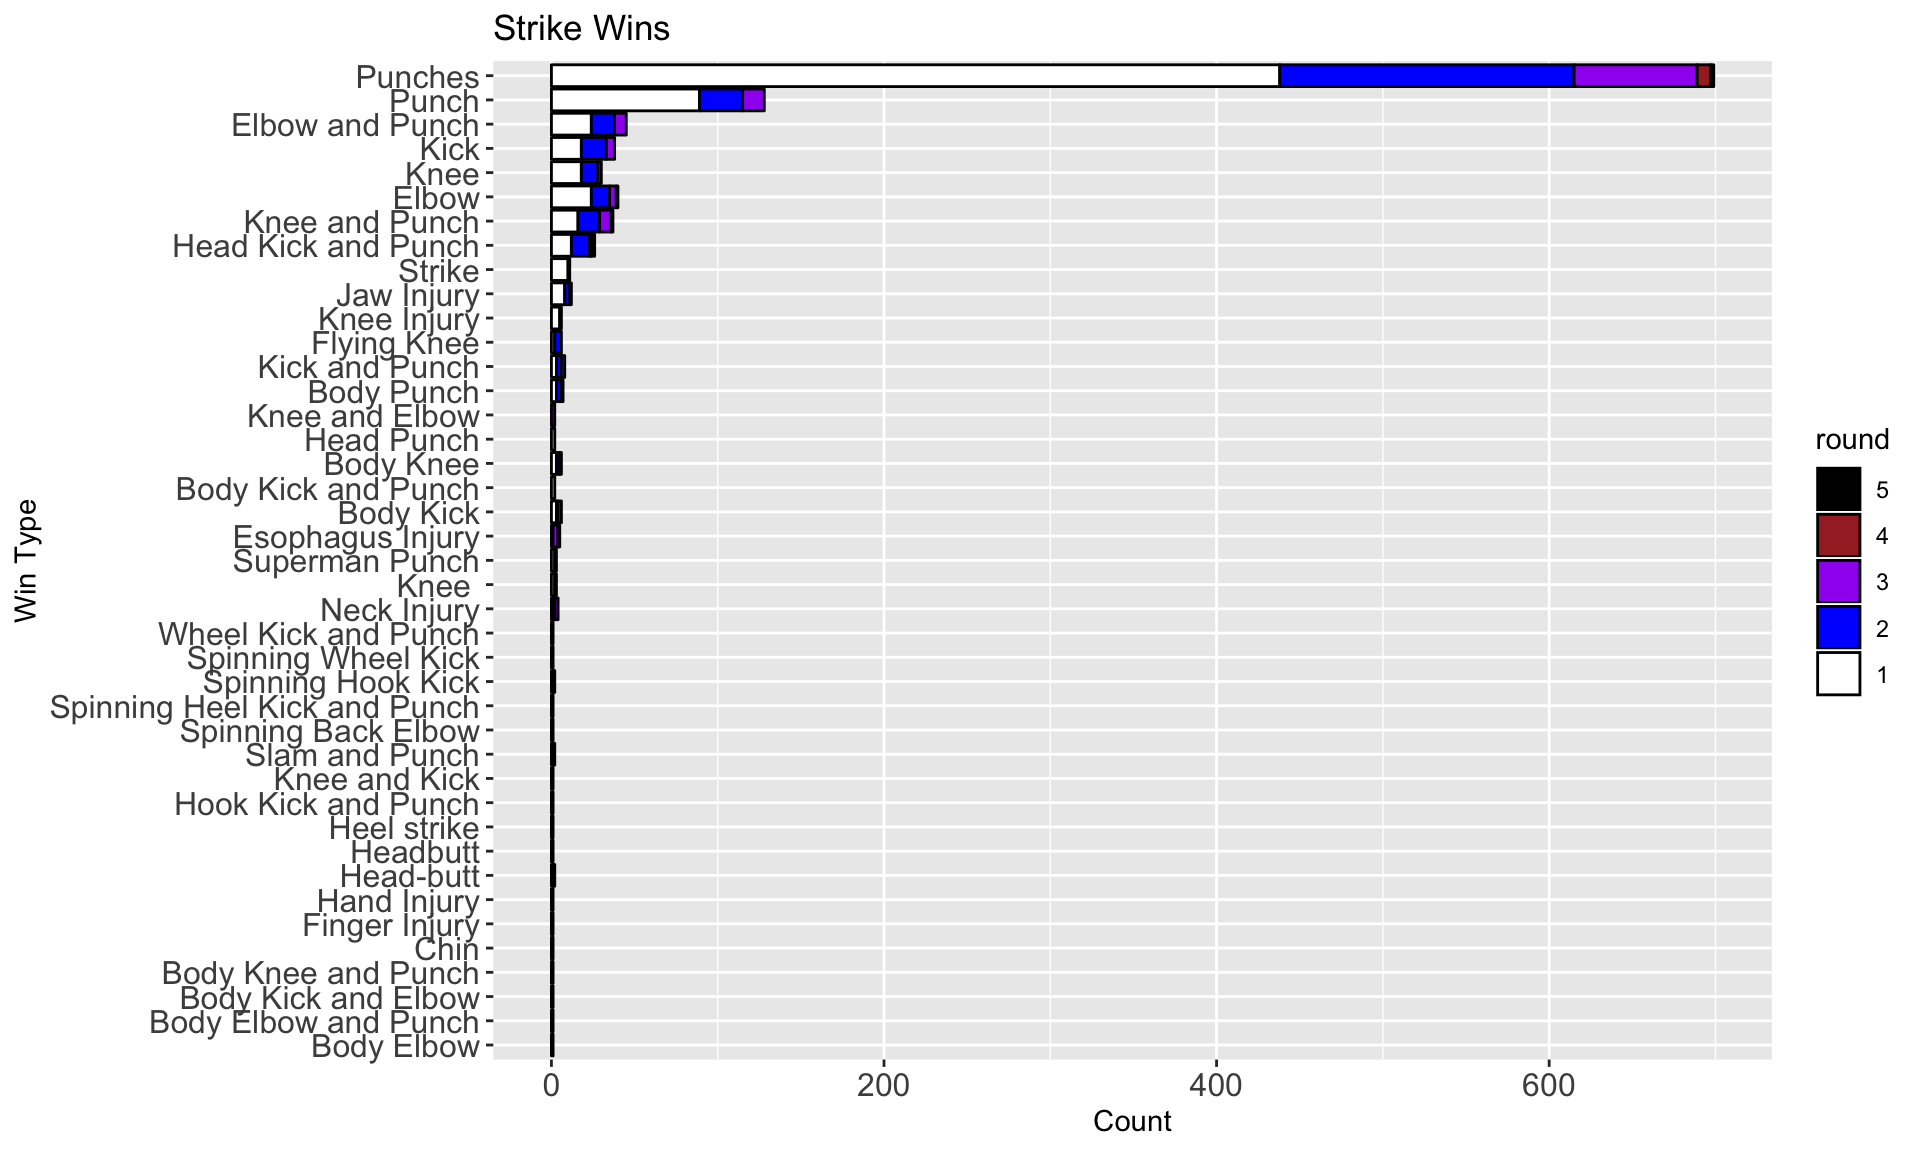 Strike Wins
Punches
Punch
Elbow and Punch
Kick
Knee
Elbow
Knee and Punch
Head Kick and Punch
Strike
Jaw Injury
Knee Injury
Flying Knee
Kick and Punch
Body Punch
Knee and Elbow
Head Punch
Body Knee
Body Kick and Punch
Body Kick
Esophagus Injury
Superman Punch
Knee
Neck Injury
Wheel Kick and Punch
Spinning Wheel Kick
Spinning Hook Kick
Spinning Heel Kick and Punch
Spinning Back Elbow
Slam and Punch
Knee and Kick
Hook Kick and Punch
Heel strike
Headbutt
Head-butt
Hand Injury
Finger Injury
Chin
Body Knee and Punch
Body Kick and Elbow
Body Elbow and Punch
Body Elbow
Win Type
0 200 400 600
Count
round
5
4
3
2
1